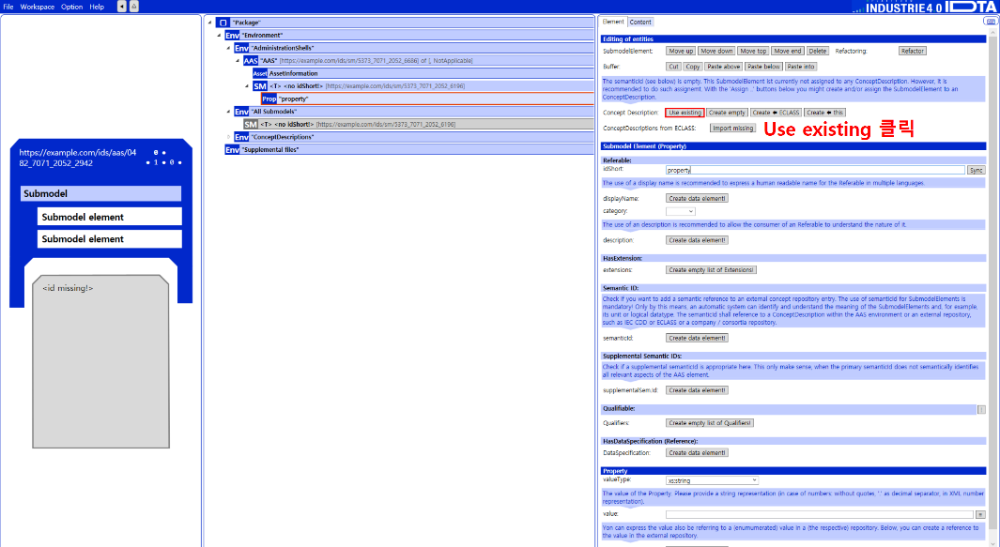 File Workspace Option Help
INDUSTRIE4.0 IDTA
https://example.com/ids/aas/04
82_7071_2052_2942
0
1 0
Submodel
Submodel element
Submodel element
<id missing!>
"Package"
Env "Environment"
Env "AdministrationShells"
AAS "AAS" [https://example.com/ids/sm/5373_7071_2052_6686] of [, NotApplicable]
Asset AssetInformation
SM <T> <no idShort!> [https://example.com/ids/sm/5373_7071_2052_6196]
Prop "property"
Env "All Submodels"
SM <T> <no idShort!> [https://example.com/ids/sm/5373_7071_2052_6196]
Env "ConceptDescriptions"
Env "Supplemental files"
Element Content
Editing of entities
SubmodelElement: Move up Move down Move top Move end Delete Refactoring: Refactor
Buffer: Cut Copy Paste above Paste below Paste into
The semanticId (see below) is empty. This SubmodelElement ist currently not assigned to any ConceptDescription. However, it is
recommended to do such assignemt. With the 'Assign ..' buttons below you might create and/or assign the SubmodelElement to an
ConceptDescription.
Concept Description: Use existing Create empty Create 🡄 ECLASS Create 🡄 this
ConceptDescriptions from ECLASS: Import missing
Use existing 클릭
Submodel Element (Property)
Referable:
idShort: property Sync
The use of a display name is recommended to express a human readable name for the Referable in multiple languages.
displayName: Create data element!
category:
The use of an description is recommended to allow the consumer of an Referable to understand the nature of it.
description: Create data element!
HasExtension:
extensions: Create empty list of Extensions!
Semantic ID:
Check if you want to add a semantic reference to an external concept repository entry. The use of semanticId for SubmodelElements is
mandatory! Only by this means, an automatic system can identify and understand the meaning of the SubmodelElements and, for example,
its unit or logical datatype. The semanticId shall reference to a ConceptDescription within the AAS environment or an external repository,
such as IEC CDD or ECLASS or a company / consortia repository.
semanticId: Create data element!
Supplemental Semantic IDs:
Check if a supplemental semanticId is appropriate here. This only make sense, when the primary semanticId does not semantically identifies
all relevant aspects of the AAS element.
supplementalSem.Id: Create data element!
Qualifiable:
Qualifiers: Create empty list of Qualifiers!
HasDataSpecification (Reference):
DataSpecification: Create data element!
Property
valueType: xs:string
The value of the Property. Please provide a string representation (in case of numbers: without quotes, '.' as decimal separator, in XML number
representation).
value:
Yon can express the value also be referring to a (enumumerated) value in a (the respective) repository. Below, you can create a reference to
the value in the external repository.